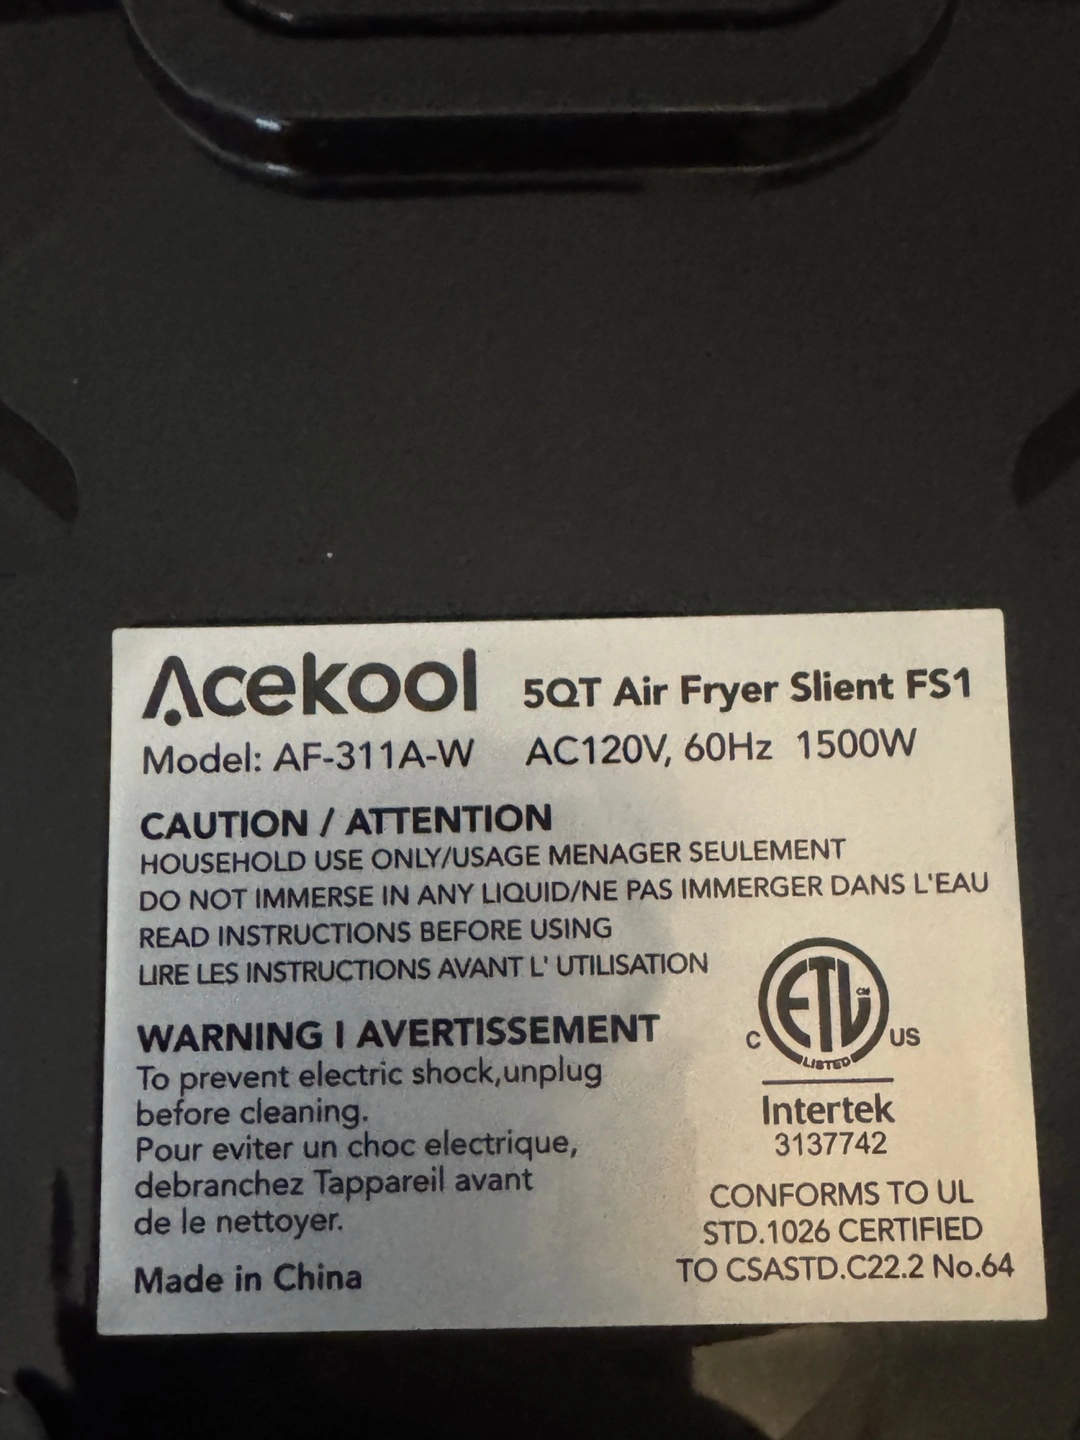 Acekool 5QT Air Fryer Slient FS1
Model: AF-311A-W AC120V, 60Hz 1500W
CAUTION / ATTENTION
HOUSEHOLD USE ONLY/USAGE MENAGER SEULEMENT
DO NOT IMMERSE IN ANY LIQUID/NE PAS IMMERGER DANS L'EAU
READ INSTRUCTIONS BEFORE USING
LIRE LES INSTRUCTIONS AVANT L' UTILISATION
WARNING I AVERTISSEMENT
To prevent electric shock,unplug
before cleaning.
Pour eviter un choc electrique,
debranchez Tappareil avant
de le nettoyer.
Made in China
ETL CM
C US
LISTED
Intertek
3137742
CONFORMS TO UL
STD.1026 CERTIFIED
TO CSASTD.C22.2 No.64